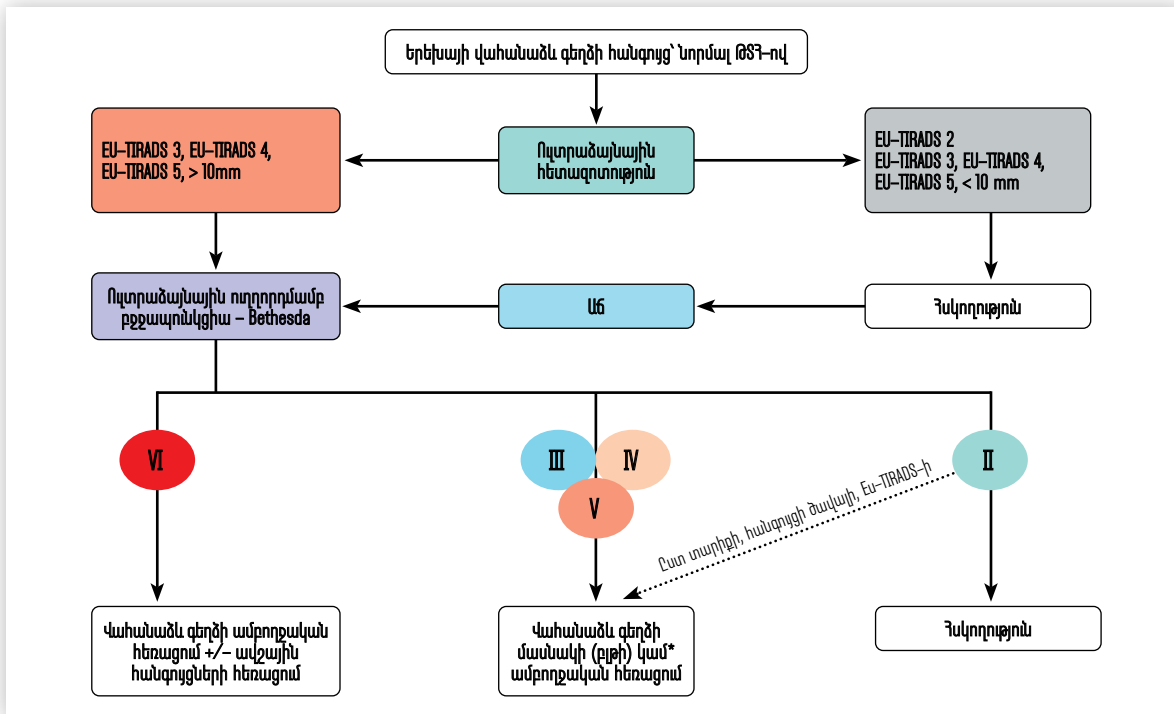 Երեխայի վահանաձև գեղձի հանգույց՝ նորմալ ԹՏՀ–ով
EU–TIRADS 3, EU–TIRADS 4,
EU–TIRADS 5, > 10mm
Ուլտրաձայնային
հետազոտություն
EU–TIRADS 2
EU–TIRADS 3, EU–TIRADS 4,
EU–TIRADS 5, < 10 mm
Ուլտրաձայնային ուղղորդմամբ
բջջապունկցիա – Bethesda
Աճ
Հսկողություն
VI
III
IV
V
II
Ըստ տարիքի, հանգույցի ծավալի, Eu–TIRADS–ի
Վահանաձև գեղձի ամբողջական
հեռացում +/– ավշային
հանգույցների հեռացում
Վահանաձև գեղձի
մասնակի (բլթի) կամ*
ամբողջական հեռացում
Հսկողություն